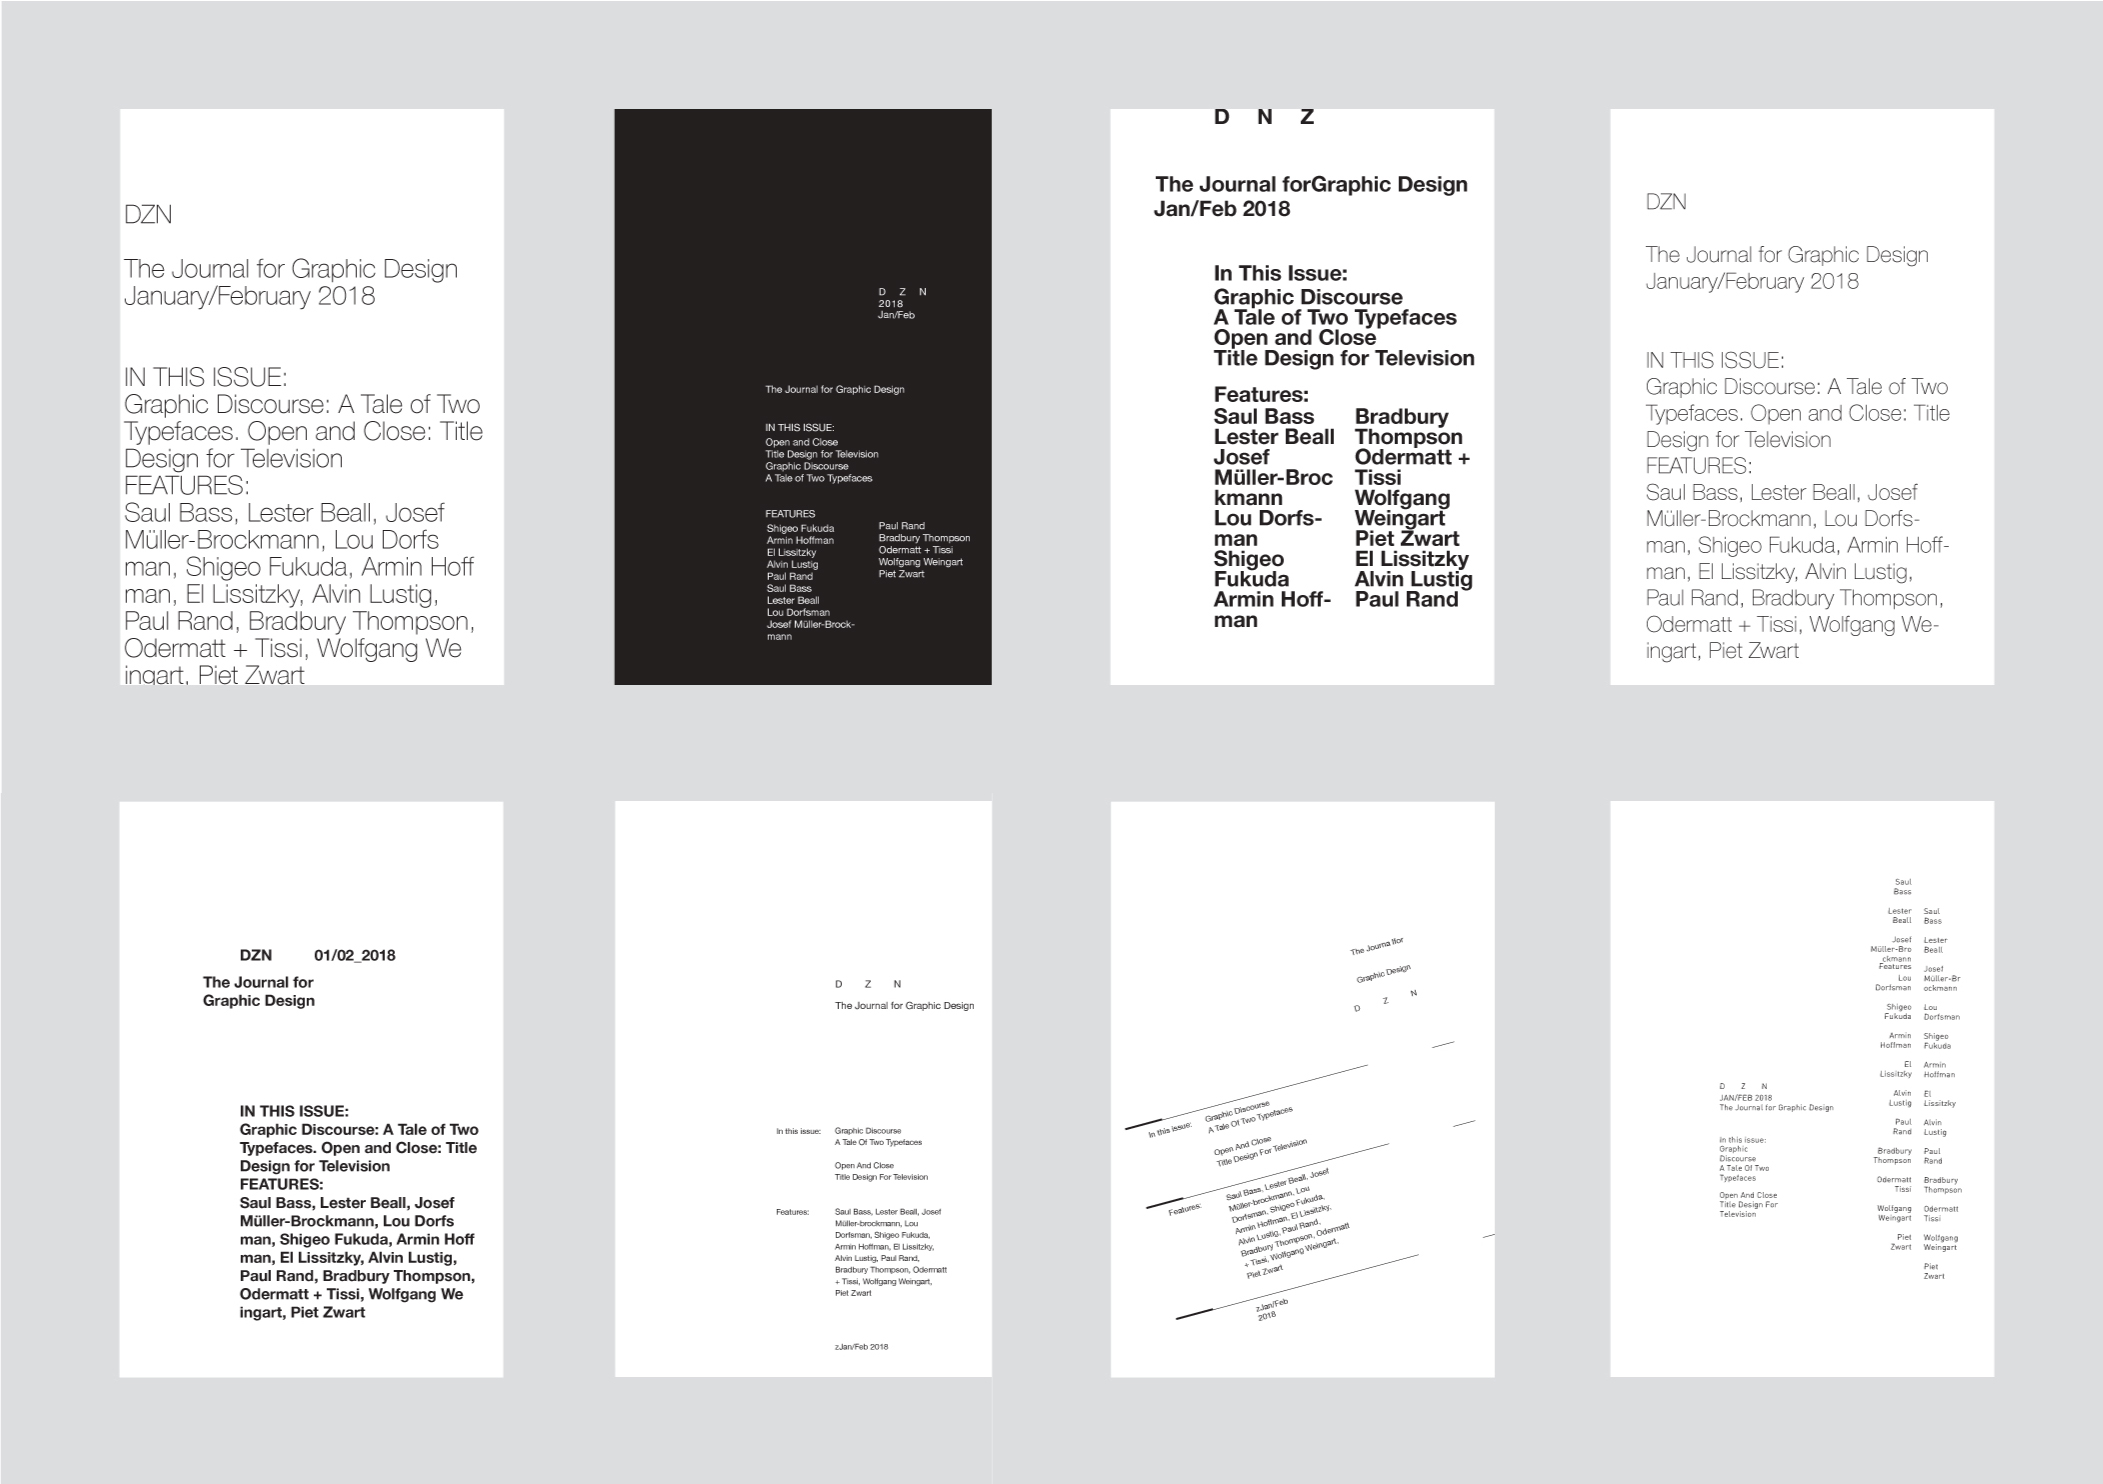 DZN
The Journal for Graphic Design
January/February 2018
IN THIS ISSUE:
Graphic Discourse: A Tale of Two
Typefaces. Open and Close: Title
Design for Television
FEATURES:
Saul Bass, Lester Beall, Josef
Müller-Brockmann, Lou Dorfs
man, Shigeo Fukuda, Armin Hoff
man, El Lissitzky, Alvin Lustig,
Paul Rand, Bradbury Thompson,
Odermatt + Tissi, Wolfgang We
ingart, Piet Zwart
D Z N
2018
Jan/Feb
The Journal for Graphic Design
IN THIS ISSUE:
Open and Close
Title Design for Television
Graphic Discourse
A Tale of Two Typefaces
FEATURES
Shigeo Fukuda
Armin Hoffman
El Lissitzky
Alvin Lustig
Paul Rand
Saul Bass
Lester Beall
Lou Dorfsman
Josef Müller-Brock-
mann
Paul Rand
Bradbury Thompson
Odermatt + Tissi
Wolfgang Weingart
Piet Zwart
D N Z
The Journal forGraphic Design
Jan/Feb 2018
In This Issue:
Graphic Discourse
A Tale of Two Typefaces
Open and Close
Title Design for Television
Features:
Saul Bass
Lester Beall
Josef
Müller-Broc
kmann
Lou Dorfs-
man
Shigeo
Fukuda
Armin Hoff-
man
Bradbury
Thompson
Odermatt +
Tissi
Wolfgang
Weingart
Piet Zwart
El Lissitzky
Alvin Lustig
Paul Rand
DZN
The Journal for Graphic Design
January/February 2018
IN THIS ISSUE:
Graphic Discourse: A Tale of Two
Typefaces. Open and Close: Title
Design for Television
FEATURES:
Saul Bass, Lester Beall, Josef
Müller-Brockmann, Lou Dorfs-
man, Shigeo Fukuda, Armin Hoff-
man, El Lissitzky, Alvin Lustig,
Paul Rand, Bradbury Thompson,
Odermatt + Tissi, Wolfgang We-
ingart, Piet Zwart
DZN 01/02_2018
The Journal for
Graphic Design
IN THIS ISSUE:
Graphic Discourse: A Tale of Two
Typefaces. Open and Close: Title
Design for Television
FEATURES:
Saul Bass, Lester Beall, Josef
Müller-Brockmann, Lou Dorfs
man, Shigeo Fukuda, Armin Hoff
man, El Lissitzky, Alvin Lustig,
Paul Rand, Bradbury Thompson,
Odermatt + Tissi, Wolfgang We
ingart, Piet Zwart
D Z N
The Journal for Graphic Design
In this issue:
Graphic Discourse
A Tale Of Two Typetaces
Open And Close
Title Design For Television
Features:
Saul Bass, Lester Beall, Josef
Müller-brockmann, Lou
Dorfsman, Shigeo Fukuda,
Armin Hoffman, El Lissitzky,
Alvin Lustig, Paul Rand,
Bradbury Thompson, Odermatt
+ Tissi, Wolfgang Weingart,
Piet Zwart
zJan/Feb 2018
The Journa lfor
Graphic Design
D Z N
In this issue:
Graphic Discourse
A Tale Of Two Typetaces
Open And Close
Title Design For Television
Features:
Saul Bass, Lester Beall, Josef
Müller-brockmann, Lou
Dorfsman, Shigeo Fukuda,
Armin Hoffman, El Lissitzky,
Alvin Lustig, Paul Rand,
Bradbury Thompson, Odermatt
+ Tissi, Wolfgang Weingart,
Piet Zwart
zJan/Feb
2018
D Z N
JAN/FEB 2018
The Journal for Graphic Design
In this issue:
Graphic
Discourse
A Tale Of Two
Typefaces
Open And Close
Title Design For
Television
Saul
Bass
Lester
Beall
Josef
Müller-Bro
ckmann
Features
Lou
Dorfsman
Shigeo
Fukuda
Armin
Hoffman
El
Lissitzky
Alvin
Lustig
Paul
Rand
Bradbury
Thompson
Odermatt
Tissi
Wolfgang
Weingart
Piet
Zwart
Saul
Bass
Lester
Beall
Josef
Müller-Br
ockmann
Lou
Dorfsman
Shigeo
Fukuda
Armin
Hoffman
El
Lissitzky
Alvin
Lustig
Paul
Rand
Bradbury
Thompson
Odermatt
Tissi
Wolfgang
Weingart
Piet
Zwart